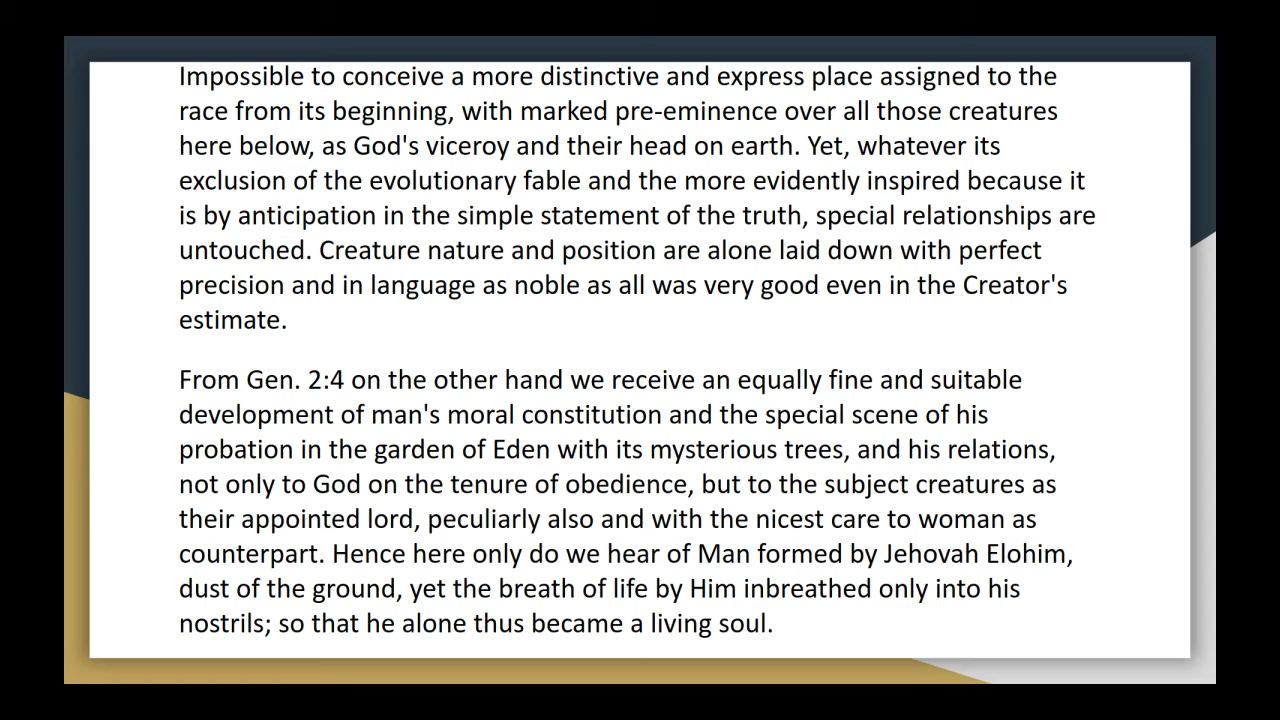 Impossible to conceive a more distinctive and express place assigned to the
race from its beginning, with marked pre-eminence over all those creatures
here below, as God's viceroy and their head on earth. Yet, whatever its
exclusion of the evolutionary fable and the more evidently inspired because it
is by anticipation in the simple statement of the truth, special relationships are
untouched. Creature nature and position are alone laid down with perfect
precision and in language as noble as all was very good even in the Creator's
estimate.
From Gen. 2:4 on the other hand we receive an equally fine and suitable
development of man's moral constitution and the special scene of his
probation in the garden of Eden with its mysterious trees, and his relations,
not only to God on the tenure of obedience, but to the subject creatures as
their appointed lord, peculiarly also and with the nicest care to woman as
counterpart. Hence here only do we hear of Man formed by Jehovah Elohim,
dust of the ground, yet the breath of life by Him inbreathed only into his
nostrils; so that he alone thus became a living soul.